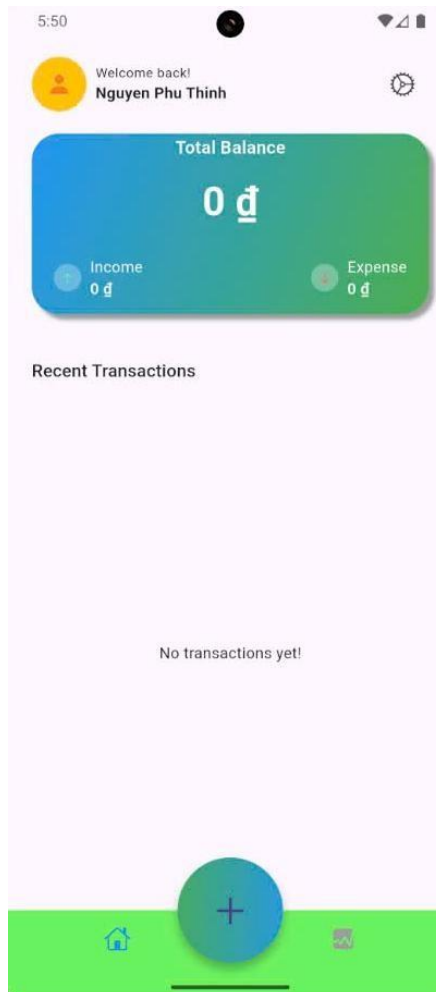 5:50
Welcome back!
Nguyen Phu Thinh
Total Balance
0 ₫
Income
0 ₫
Expense
0 ₫
Recent Transactions
No transactions yet!